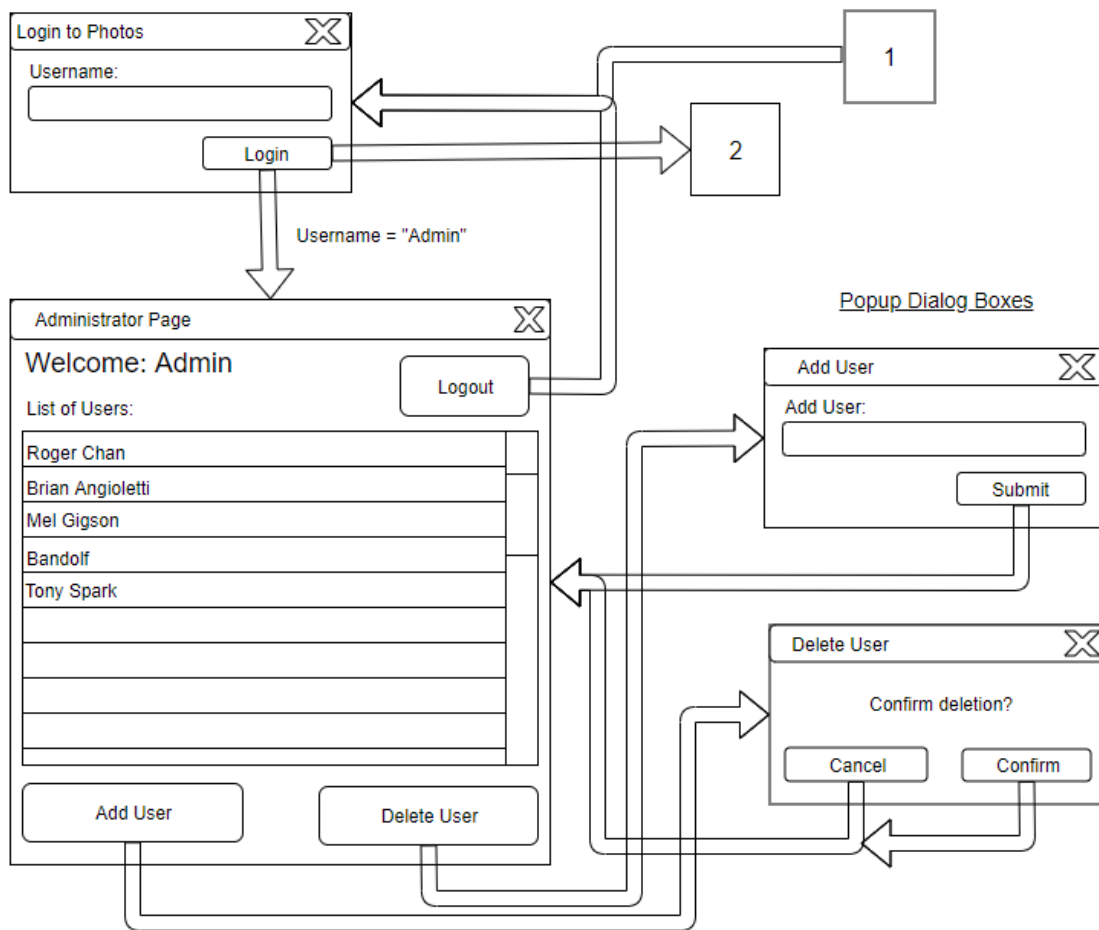 Login to Photos
1
Username:
2
Login
Username = "Admin"
Popup Dialog Boxes
Administrator Page
Welcome: Admin
Logout
List of Users:
Roger Chan
Brian Angioletti
Mel Gigson
Bandolf
Tony Spark
Add User
Delete User
Add User
Add User:
Submit
Delete User
Confirm deletion?
Cancel
Confirm